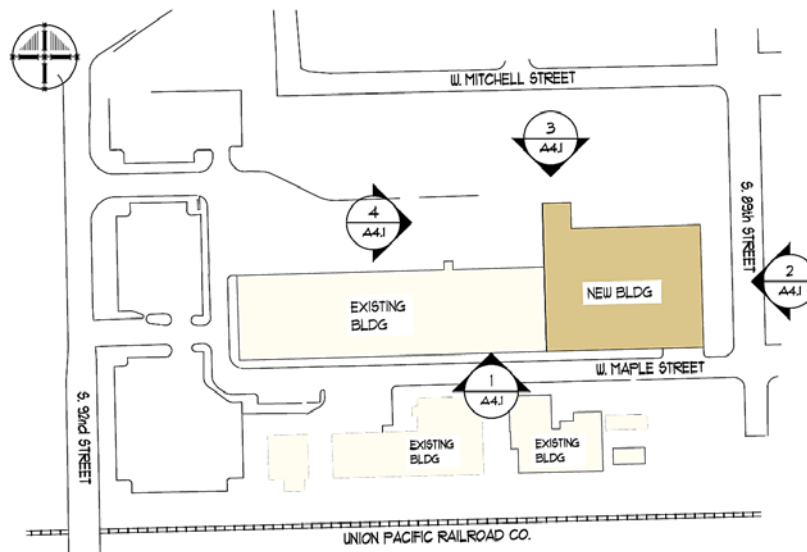 W. MITCHELL STREET
3
A4.1
S. 89th STREET
4
A4.1
2
A4.1
EXISTING
BLDG
NEW BLDG
W. MAPLE STREET
1
A4.1
S. 92nd STREET
EXISTING
BLDG
EXISTING
BLDG
UNION PACIFIC RAILROAD CO.